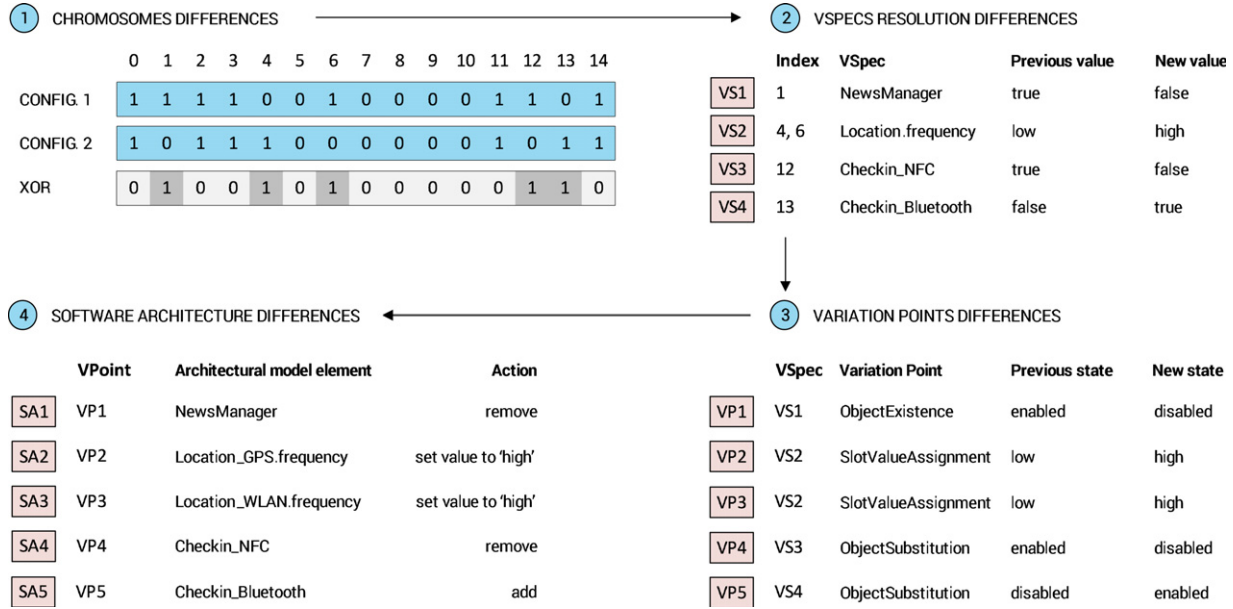 1 CHROMOSOMES DIFFERENCES
0 1 2 3 4 5 6 7 8 9 10 11 12 13 14
CONFIG. 1 1 1 1 1 0 0 1 0 0 0 0 1 1 0 1
CONFIG. 2 1 0 1 1 1 0 0 0 0 0 0 1 0 1 1
XOR 0 1 0 0 1 0 1 0 0 0 0 0 1 1 0
2 VSPECS RESOLUTION DIFFERENCES
Index VSpec Previous value New value
VS1 1 NewsManager true false
VS2 4, 6 Location.frequency low high
VS3 12 Checkin_NFC true false
VS4 13 Checkin_Bluetooth false true
3 VARIATION POINTS DIFFERENCES
VSpec Variation Point Previous state New state
VP1 VS1 ObjectExistence enabled disabled
VP2 VS2 SlotValueAssignment low high
VP3 VS2 SlotValueAssignment low high
VP4 VS3 ObjectSubstitution enabled disabled
VP5 VS4 ObjectSubstitution disabled enabled
4 SOFTWARE ARCHITECTURE DIFFERENCES
VPoint Architectural model element Action
SA1 VP1 NewsManager remove
SA2 VP2 Location_GPS.frequency set value to ‘high’
SA3 VP3 Location_WLAN.frequency set value to ‘high’
SA4 VP4 Checkin_NFC remove
SA5 VP5 Checkin_Bluetooth add